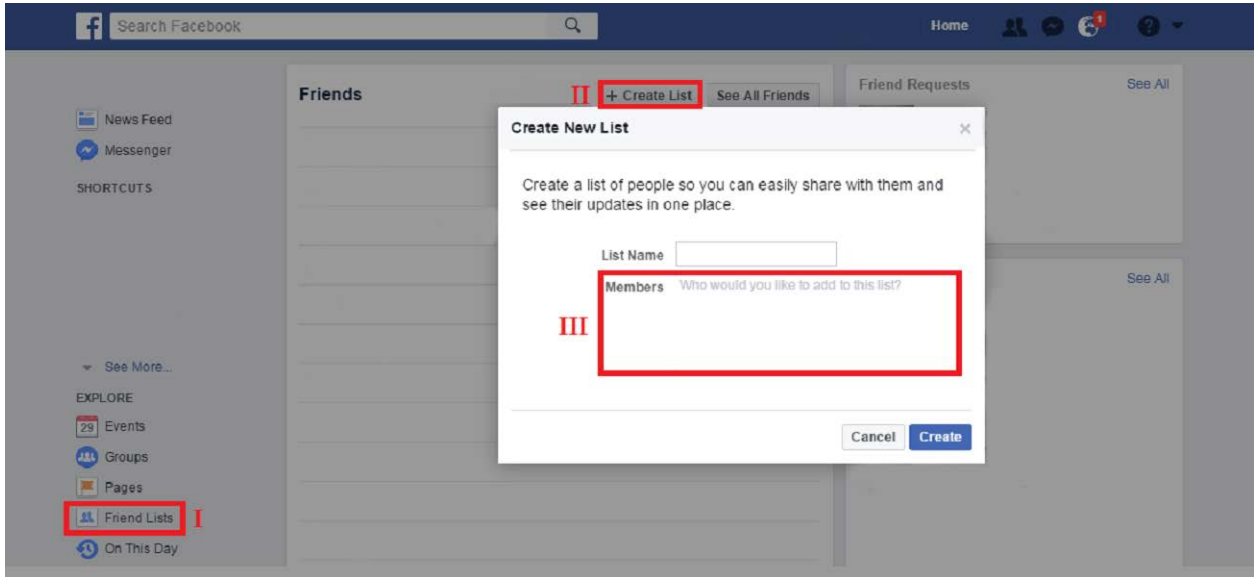 f Search Facebook
Home
1
?
News Feed
Messenger
SHORTCUTS
See More...
EXPLORE
29 Events
Groups
Pages
Friend Lists I
On This Day
Friends
II + Create List See All Friends
Create New List ×
Create a list of people so you can easily share with them and
see their updates in one place.
List Name
Members Who would you like to add to this list?
III
Cancel Create
Friend Requests See All
See All